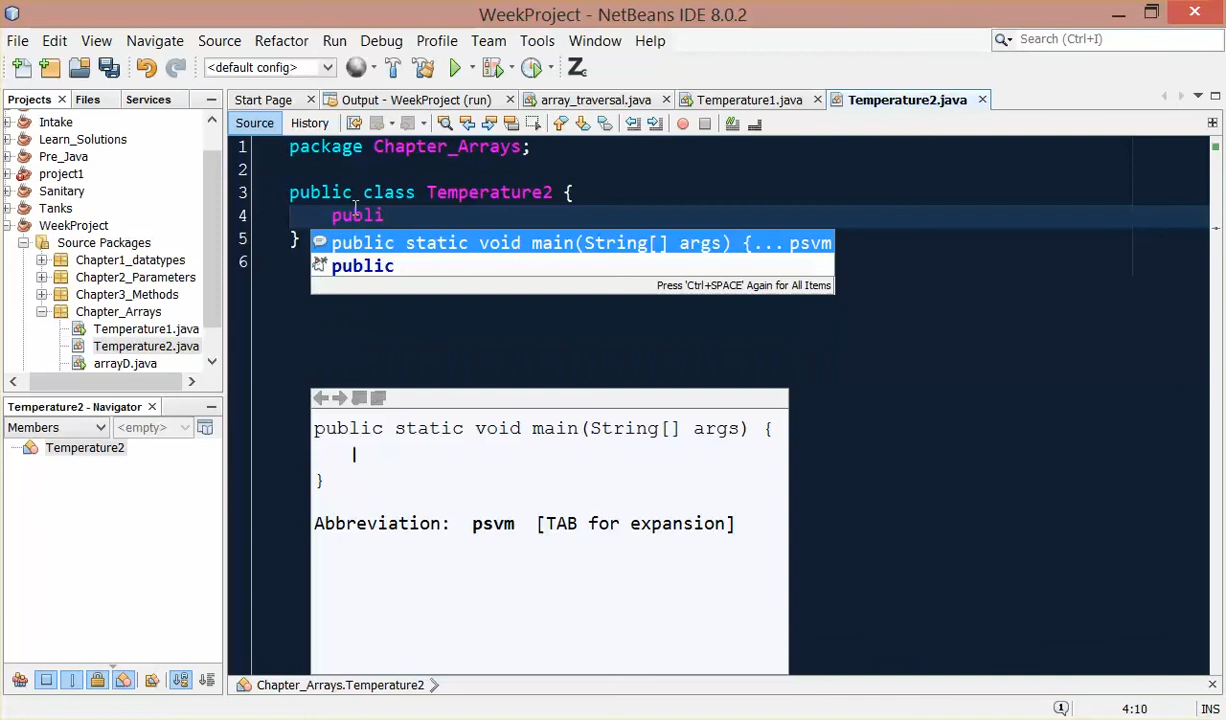 WeekProject - NetBeans IDE 8.0.2
File Edit View Navigate Source Refactor Run Debug Profile Team Tools Window Help
Search (Ctrl+I)
<default config>
Projects Files Services
Start Page Output - WeekProject (run) array_traversal.java Temperature1.java Temperature2.java
Source History
Intake
Learn_Solutions
Pre_Java
project1
Sanitary
Tanks
WeekProject
Source Packages
Chapter1_datatypes
Chapter2_Parameters
Chapter3_Methods
Chapter_Arrays
Temperature1.java
Temperature2.java
arrayD.java
1 package Chapter_Arrays;
2
3 public class Temperature2 {
4 publi
5 }
6
public static void main(String[] args) {... psvm
public
Press 'Ctrl+SPACE' Again for All Items
public static void main(String[] args) {
|
}
Abbreviation: psvm [TAB for expansion]
Temperature2 - Navigator
Members <empty>
Temperature2
Chapter_Arrays.Temperature2
1 4:10 INS